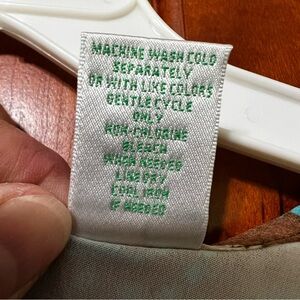 MACHINE WASH COLD
SEPARATELY
OR WITH LIKE COLORS
GENTLE CYCLE
ONLY
NON-CHLORINE
BLEACH
WHEN NEEDED
LINE DRY
COOL IRON
IF NEEDED